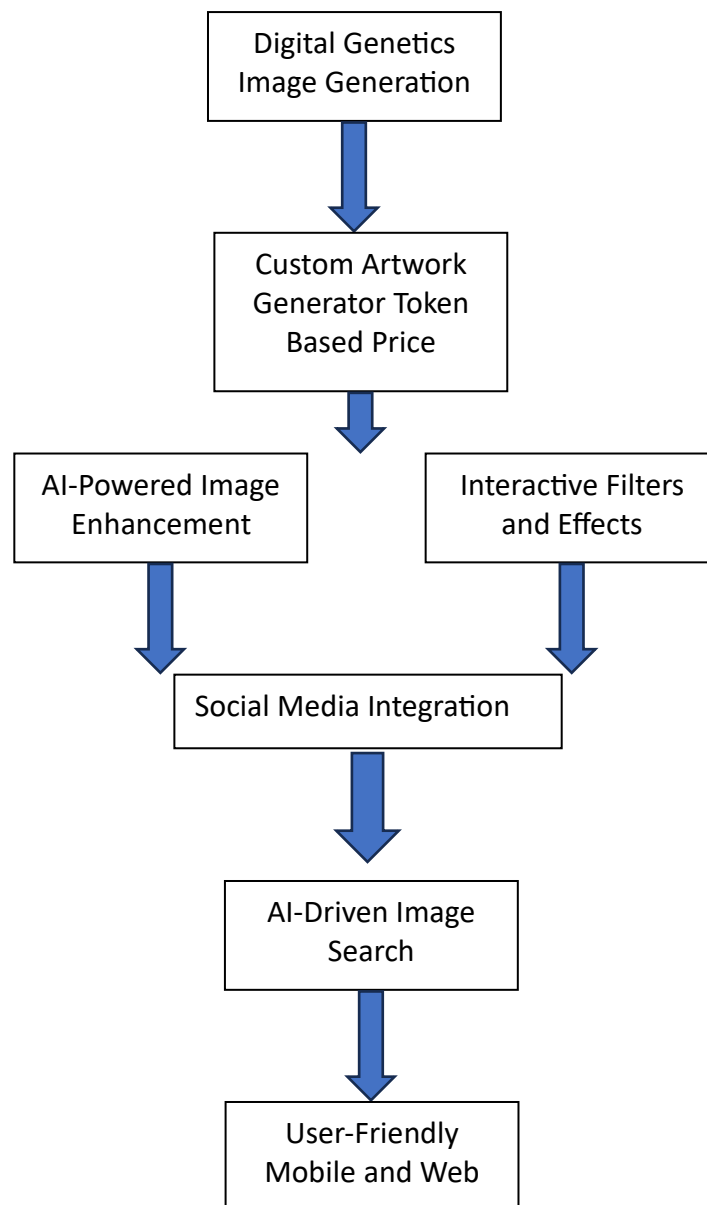 Digital Genetics
Image Generation
Custom Artwork
Generator Token
Based Price
AI-Powered Image
Enhancement
Interactive Filters
and Effects
Social Media Integration
AI-Driven Image
Search
User-Friendly
Mobile and Web